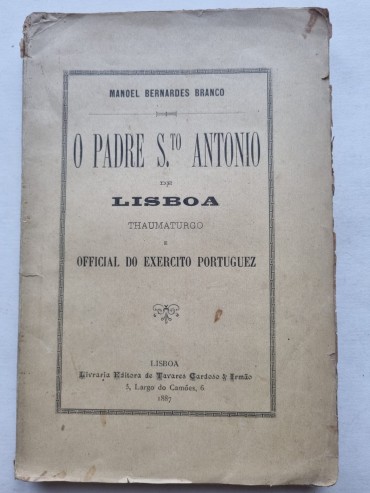 MANOEL BERNARDES BRANCO
O PADRE S.TO ANTONIO
DE
LISBOA
THAUMATURGO
E
OFFICIAL DO EXERCITO PORTUGUEZ
LISBOA
Livraria Editora de Tavares Cardoso & Irmão
5, Largo de Camões, 6
1887